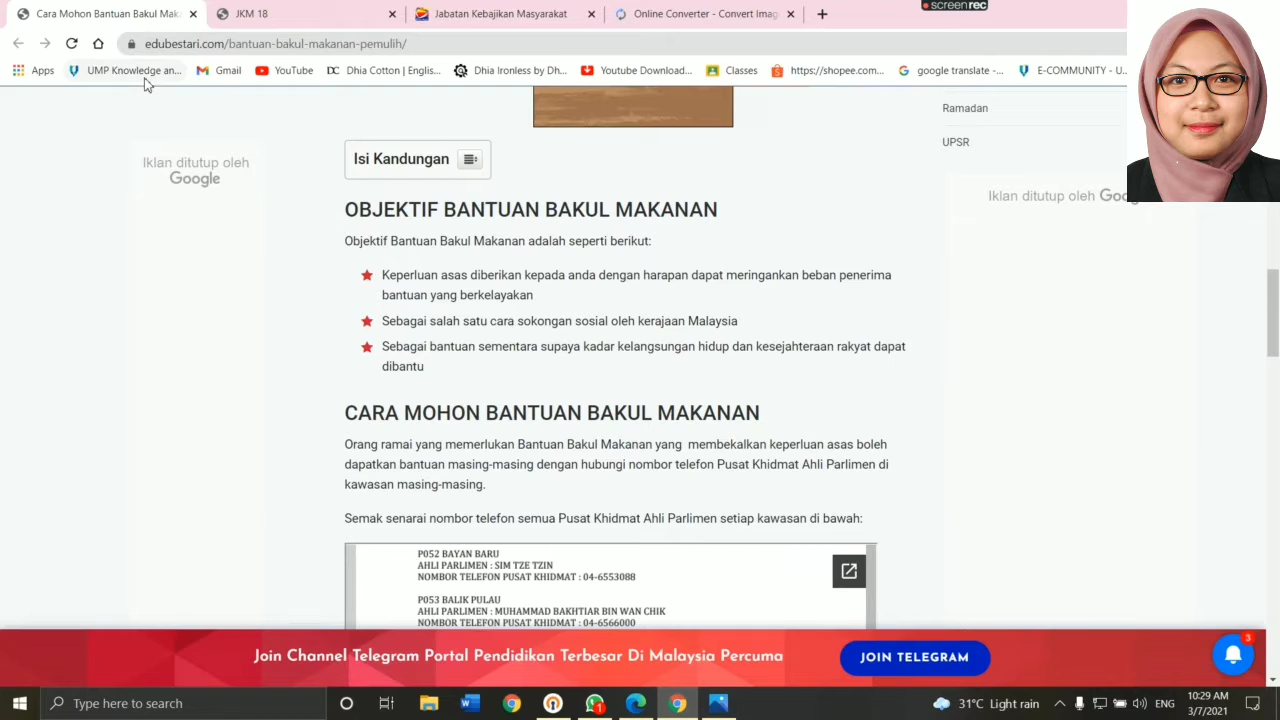 Cara Mohon Bantuan Bakul Mak
JKM 18
Jabatan Kebajikan Masyarakat
Online Converter - Convert Imag
screenrec
edubestari.com/bantuan-bakul-makanan-pemulih/
Apps
UMP Knowledge an...
Gmail
YouTube
DC Dhia Cotton | Englis...
Dhia Ironless by Dh...
Youtube Download...
Classes
https://shopee.com...
google translate -...
E-COMMUNITY - U...
Ramadan
UPSR
Iklan ditutup oleh
Google
Iklan ditutup oleh Goog
Isi Kandungan
OBJEKTIF BANTUAN BAKUL MAKANAN
Objektif Bantuan Bakul Makanan adalah seperti berikut:
Keperluan asas diberikan kepada anda dengan harapan dapat meringankan beban penerima
bantuan yang berkelayakan
Sebagai salah satu cara sokongan sosial oleh kerajaan Malaysia
Sebagai bantuan sementara supaya kadar kelangsungan hidup dan kesejahteraan rakyat dapat
dibantu
CARA MOHON BANTUAN BAKUL MAKANAN
Orang ramai yang memerlukan Bantuan Bakul Makanan yang membekalkan keperluan asas boleh
dapatkan bantuan masing-masing dengan hubungi nombor telefon Pusat Khidmat Ahli Parlimen di
kawasan masing-masing.
Semak senarai nombor telefon semua Pusat Khidmat Ahli Parlimen setiap kawasan di bawah:
P052 BAYAN BARU
AHLI PARLIMEN : SIM TZE TZIN
NOMBOR TELEFON PUSAT KHIDMAT : 04-6553088
P053 BALIK PULAU
AHLI PARLIMEN : MUHAMMAD BAKHTIAR BIN WAN CHIK
NOMBOR TELEFON PUSAT KHIDMAT : 04-6566000
Join Channel Telegram Portal Pendidikan Terbesar Di Malaysia Percuma
JOIN TELEGRAM
3
Type here to search
1
31°C Light rain
ENG
10:29 AM
3/7/2021